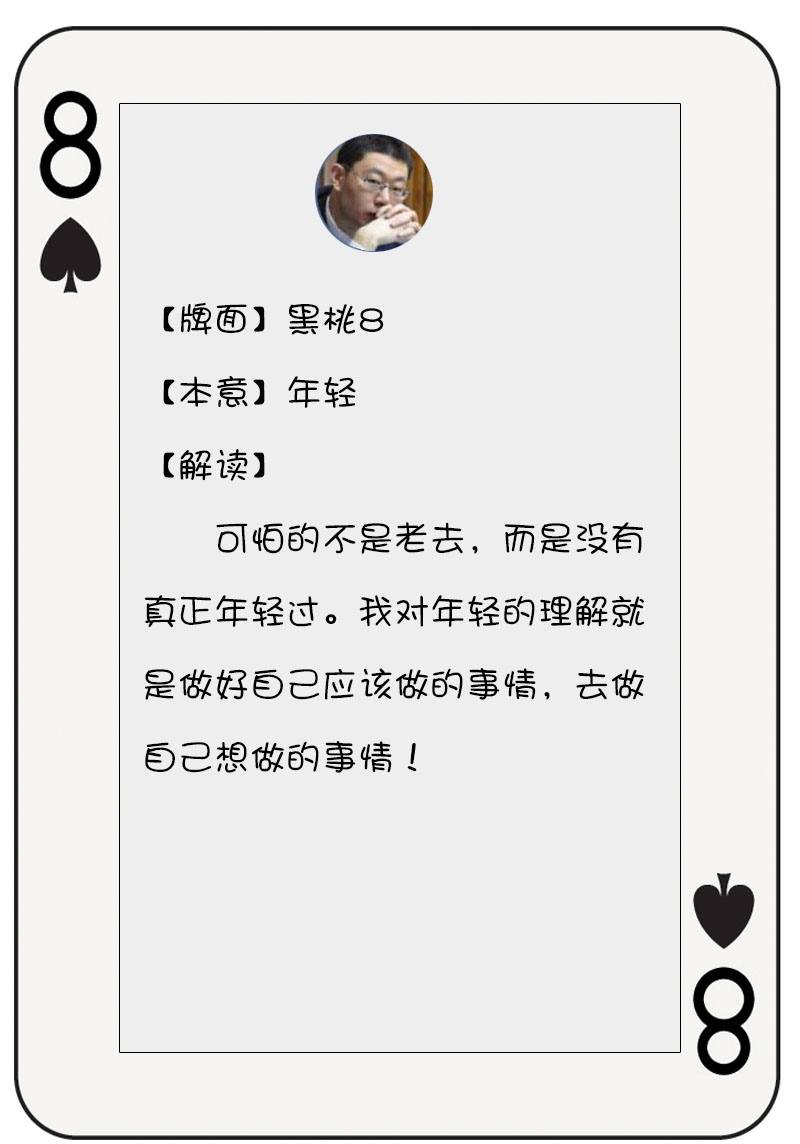 8
【牌面】黑桃8
【本意】年轻
【解读】
可怕的不是老去，而是没有
真正年轻过。我对年轻的理解就
是做好自己应该做的事情，去做
自己想做的事情！
8